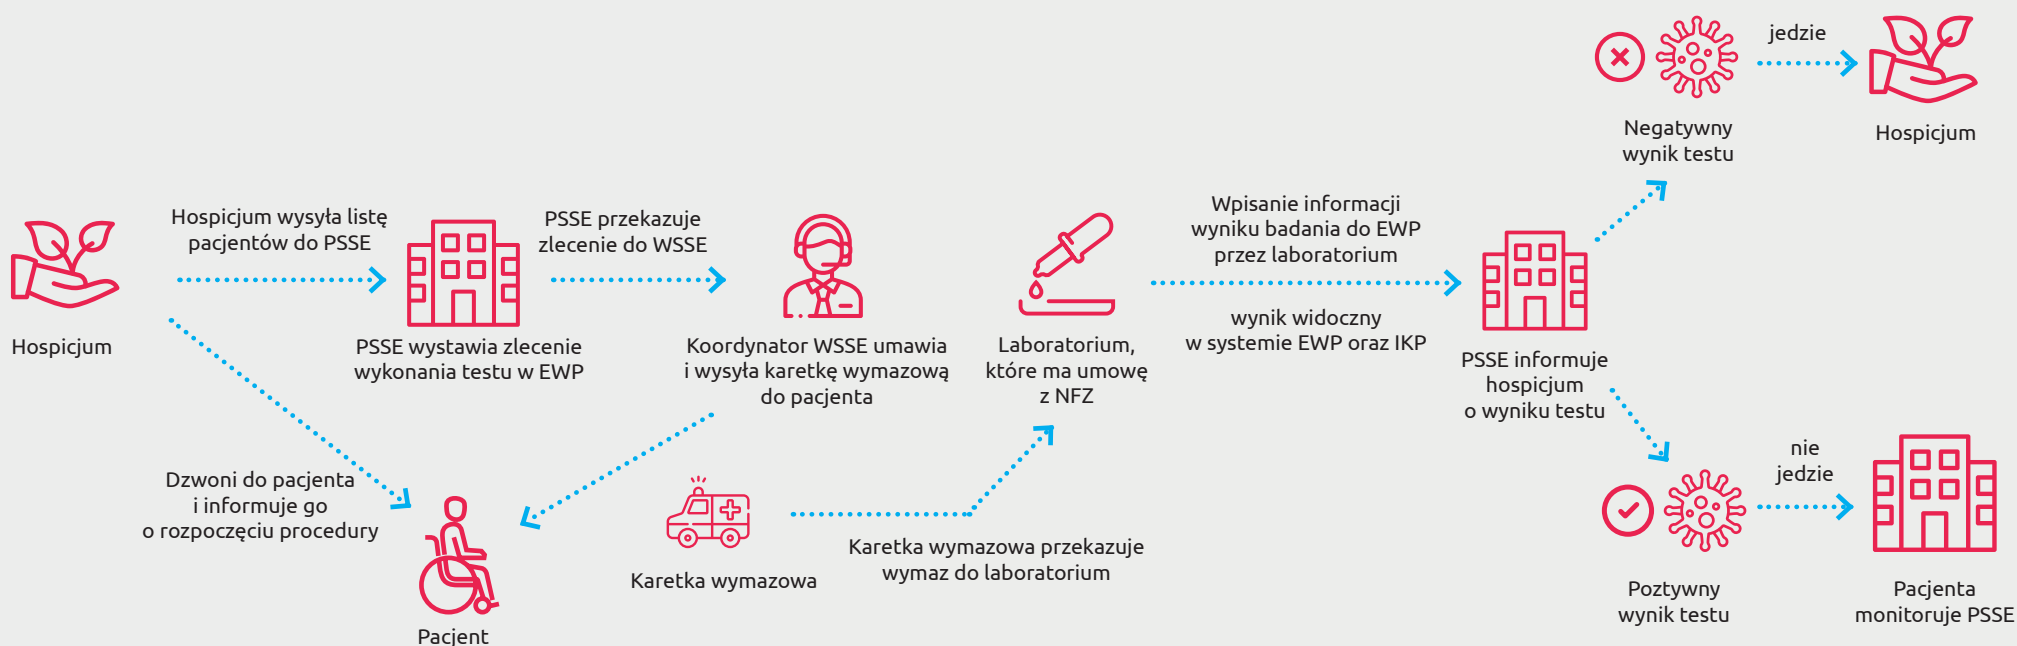 Hospicjum
Hospicjum wysyła listę
pacjentów do PSSE
PSSE wystawia zlecenie
wykonania testu w EWP
PSSE przekazuje
zlecenie do WSSE
Koordynator WSSE umawia
i wysyła karetkę wymazową
do pacjenta
Dzwoni do pacjenta
i informuje go
o rozpoczęciu procedury
Pacjent
Karetka wymazowa
Karetka wymazowa przekazuje
wymaz do laboratorium
Laboratorium,
które ma umowę
z NFZ
Wpisanie informacji
wyniku badania do EWP
przez laboratorium
wynik widoczny
w systemie EWP oraz IKP
PSSE informuje
hospicjum
o wyniku testu
Negatywny
wynik testu
jedzie
Hospicjum
Poztywny
wynik testu
nie
jedzie
Pacjenta
monitoruje PSSE